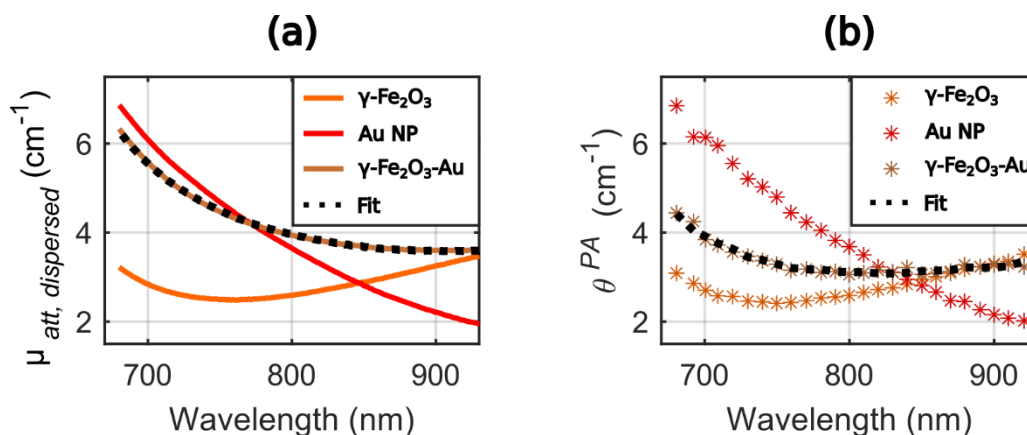 (a)
μ att, dispersed (cm⁻¹)
6
4
2
700
800
900
Wavelength (nm)
γ-Fe₂O₃
Au NP
γ-Fe₂O₃-Au
Fit
(b)
θ PA (cm⁻¹)
6
4
2
700
800
900
Wavelength (nm)
γ-Fe₂O₃
Au NP
γ-Fe₂O₃-Au
Fit